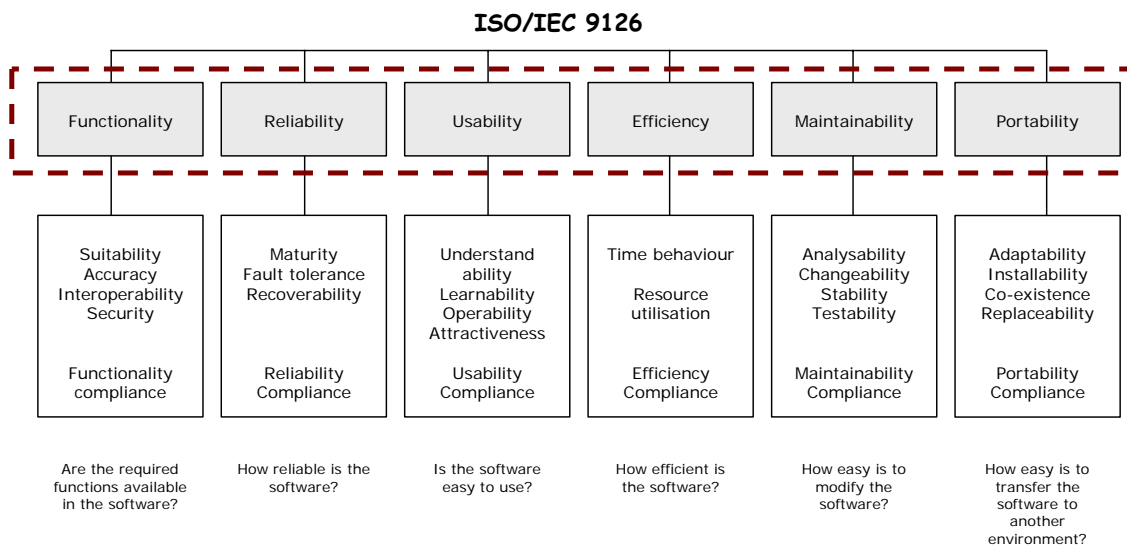 ISO/IEC 9126
Functionality
Reliability
Usability
Efficiency
Maintainability
Portability
Suitability
Accuracy
Interoperability
Security
Functionality
compliance
Maturity
Fault tolerance
Recoverability
Reliability
Compliance
Understand
ability
Learnability
Operability
Attractiveness
Usability
Compliance
Time behaviour
Resource
utilisation
Efficiency
Compliance
Analysability
Changeability
Stability
Testability
Maintainability
Compliance
Adaptability
Installability
Co-existence
Replaceability
Portability
Compliance
Are the required
functions available
in the software?
How reliable is the
software?
Is the software
easy to use?
How efficient is
the software?
How easy is to
modify the
software?
How easy is to
transfer the
software to
another
environment?